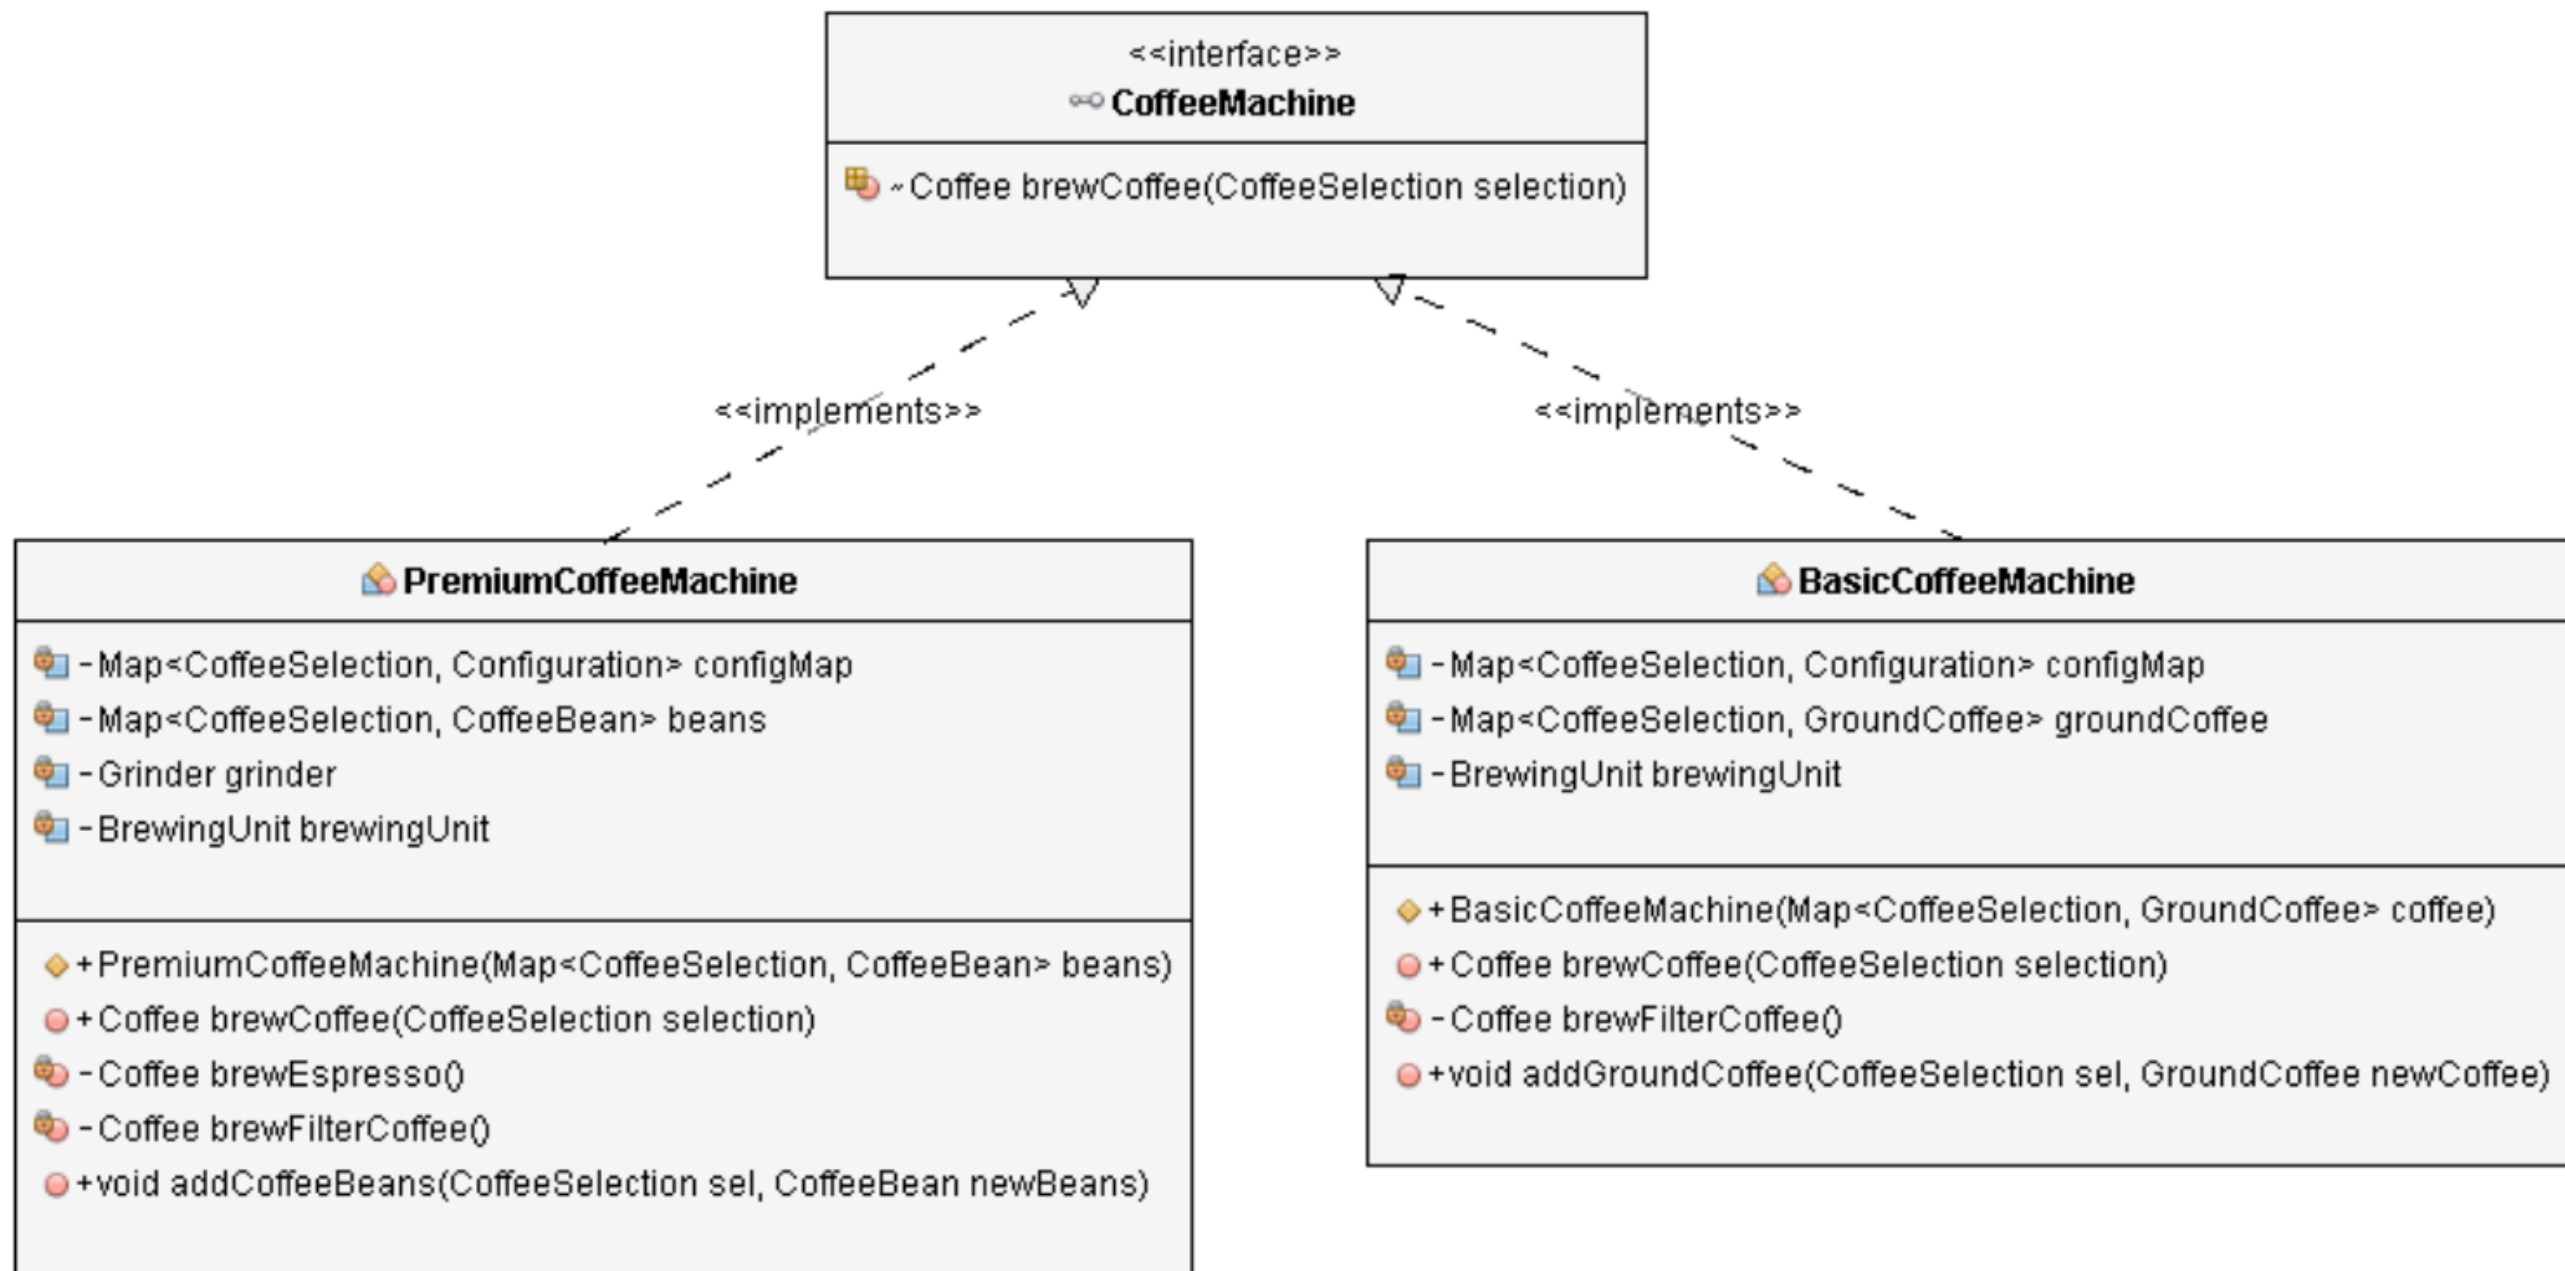 <<interface>>
CoffeeMachine
~Coffee brewCoffee(CoffeeSelection selection)
<<implements>>
<<implements>>
PremiumCoffeeMachine
-Map<CoffeeSelection, Configuration> configMap
-Map<CoffeeSelection, CoffeeBean> beans
-Grinder grinder
-BrewingUnit brewingUnit
+PremiumCoffeeMachine(Map<CoffeeSelection, CoffeeBean> beans)
+Coffee brewCoffee(CoffeeSelection selection)
-Coffee brewEspresso()
-Coffee brewFilterCoffee()
+void addCoffeeBeans(CoffeeSelection sel, CoffeeBean newBeans)
BasicCoffeeMachine
-Map<CoffeeSelection, Configuration> configMap
-Map<CoffeeSelection, GroundCoffee> groundCoffee
-BrewingUnit brewingUnit
+BasicCoffeeMachine(Map<CoffeeSelection, GroundCoffee> coffee)
+Coffee brewCoffee(CoffeeSelection selection)
-Coffee brewFilterCoffee()
+void addGroundCoffee(CoffeeSelection sel, GroundCoffee newCoffee)